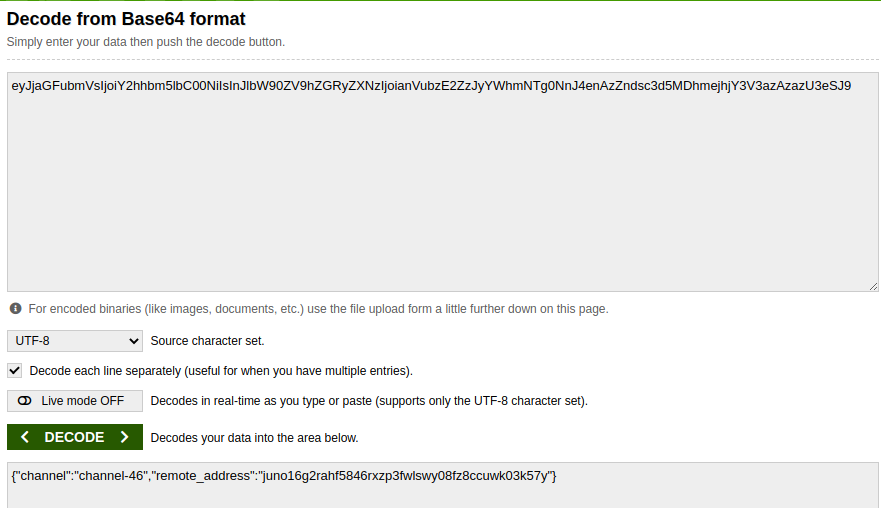 Decode from Base64 format
Simply enter your data then push the decode button.
eyJjaGFubmVsIjoiY2hhbm5lbC00NiIsInJlbW90ZV9hZGRyZXNzIjoianVubzE2ZzJyYWhmNTg0NnJ4enAzZndsc3d5MDhmejhjY3V3azAzazU3eSJ9
For encoded binaries (like images, documents, etc.) use the file upload form a little further down on this page.
UTF-8 Source character set.
Decode each line separately (useful for when you have multiple entries).
Live mode OFF Decodes in real-time as you type or paste (supports only the UTF-8 character set).
< DECODE > Decodes your data into the area below.
{"channel":"channel-46","remote_address":"juno16g2rahf5846rxzp3fwlswy08fz8ccuwk03k57y"}